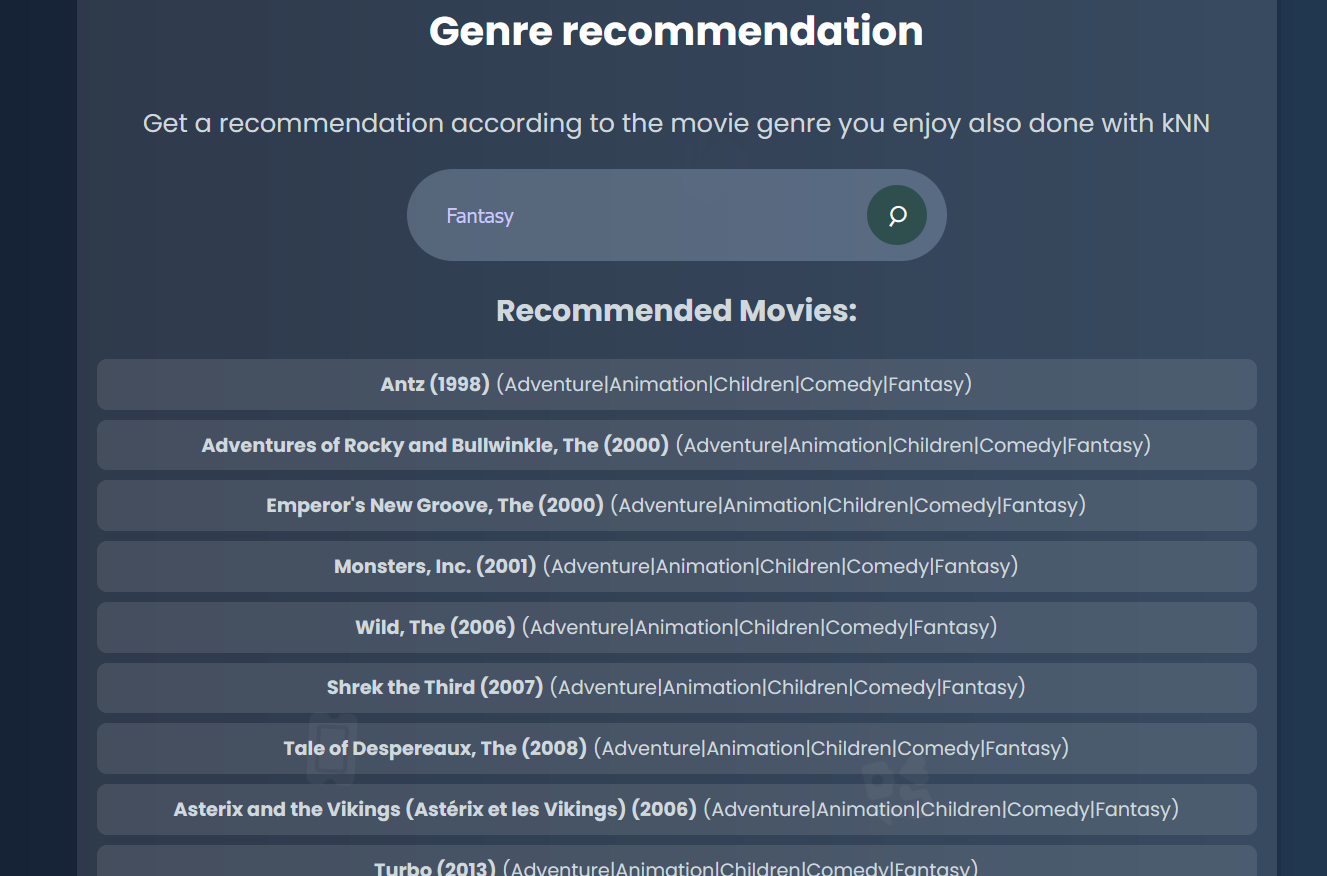 Genre recommendation
Get a recommendation according to the movie genre you enjoy also done with kNN
Fantasy
Recommended Movies:
Antz (1998) (Adventure|Animation|Children|Comedy|Fantasy)
Adventures of Rocky and Bullwinkle, The (2000) (Adventure|Animation|Children|Comedy|Fantasy)
Emperor's New Groove, The (2000) (Adventure|Animation|Children|Comedy|Fantasy)
Monsters, Inc. (2001) (Adventure|Animation|Children|Comedy|Fantasy)
Wild, The (2006) (Adventure|Animation|Children|Comedy|Fantasy)
Shrek the Third (2007) (Adventure|Animation|Children|Comedy|Fantasy)
Tale of Despereaux, The (2008) (Adventure|Animation|Children|Comedy|Fantasy)
Asterix and the Vikings (Astérix et les Vikings) (2006) (Adventure|Animation|Children|Comedy|Fantasy)
Turbo (2013) (Adventure|Animation|Children|Comedy|Fantasy)